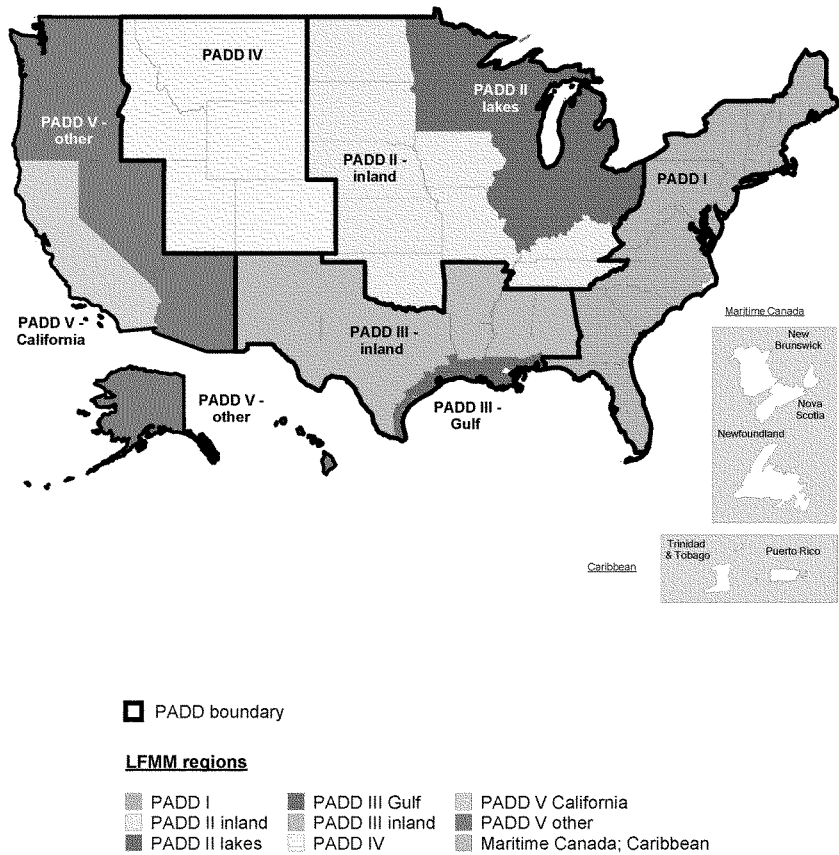 PADD IV
PADD II
lakes
PADD V -
other
PADD II -
inland
PADD I
PADD V -
California
PADD III -
inland
PADD V -
other
PADD III -
Gulf
Maritime Canada
New
Brunswick
Nova
Scotia
Newfoundland
Caribbean
Trinidad
& Tobago
Puerto Rico
PADD boundary
LFMM regions
PADD I
PADD III Gulf
PADD V California
PADD II inland
PADD III inland
PADD V other
PADD II lakes
PADD IV
Maritime Canada; Caribbean